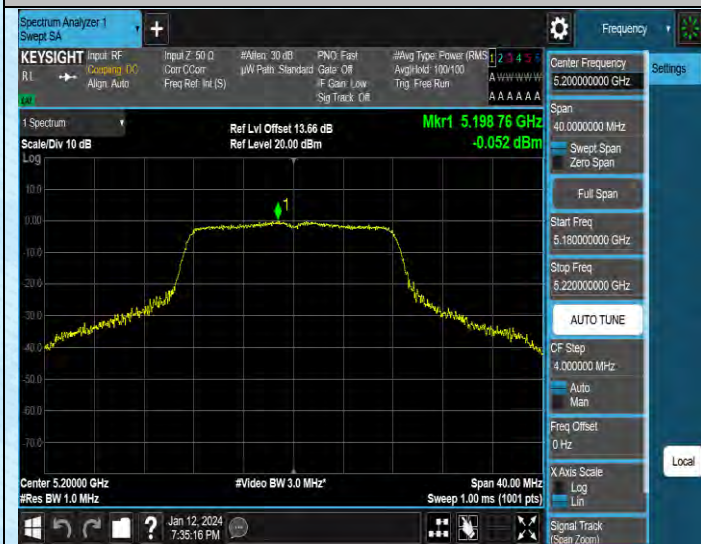 Spectrum Analyzer 1
Swept SA
+
Frequency
KEYSIGHT
RL
Input: RF
Coupling: DC
Align: Auto
Input Z: 50 Ω
Corr CCorr
Freq Ref: Int (S)
#Atten: 30 dB
µW Path: Standard
PNO: Fast
Gate: Off
IF Gain: Low
Sig Track: Off
#Avg Type: Power (RMS
Avg|Hold: 100/100
Trig: Free Run
1 2 3 4 5 6
A W W W W W
A A A A A A
1 Spectrum
Scale/Div 10 dB
Log
Ref Lvl Offset 13.66 dB
Ref Level 20.00 dBm
Mkr1 5.198 76 GHz
-0.052 dBm
10.0
0.00
-10.0
-20.0
-30.0
-40.0
-50.0
-60.0
-70.0
1
Center 5.20000 GHz
#Res BW 1.0 MHz
#Video BW 3.0 MHz*
Span 40.00 MHz
Sweep 1.00 ms (1001 pts)
Center Frequency
5.200000000 GHz
Settings
Span
40.0000000 MHz
Swept Span
Zero Span
Full Span
Start Freq
5.180000000 GHz
Stop Freq
5.220000000 GHz
AUTO TUNE
CF Step
4.000000 MHz
Auto
Man
Freq Offset
0 Hz
X Axis Scale
Log
Lin
Local
Signal Track
(Span Zoom)
?
Jan 12, 2024
7:35:16 PM